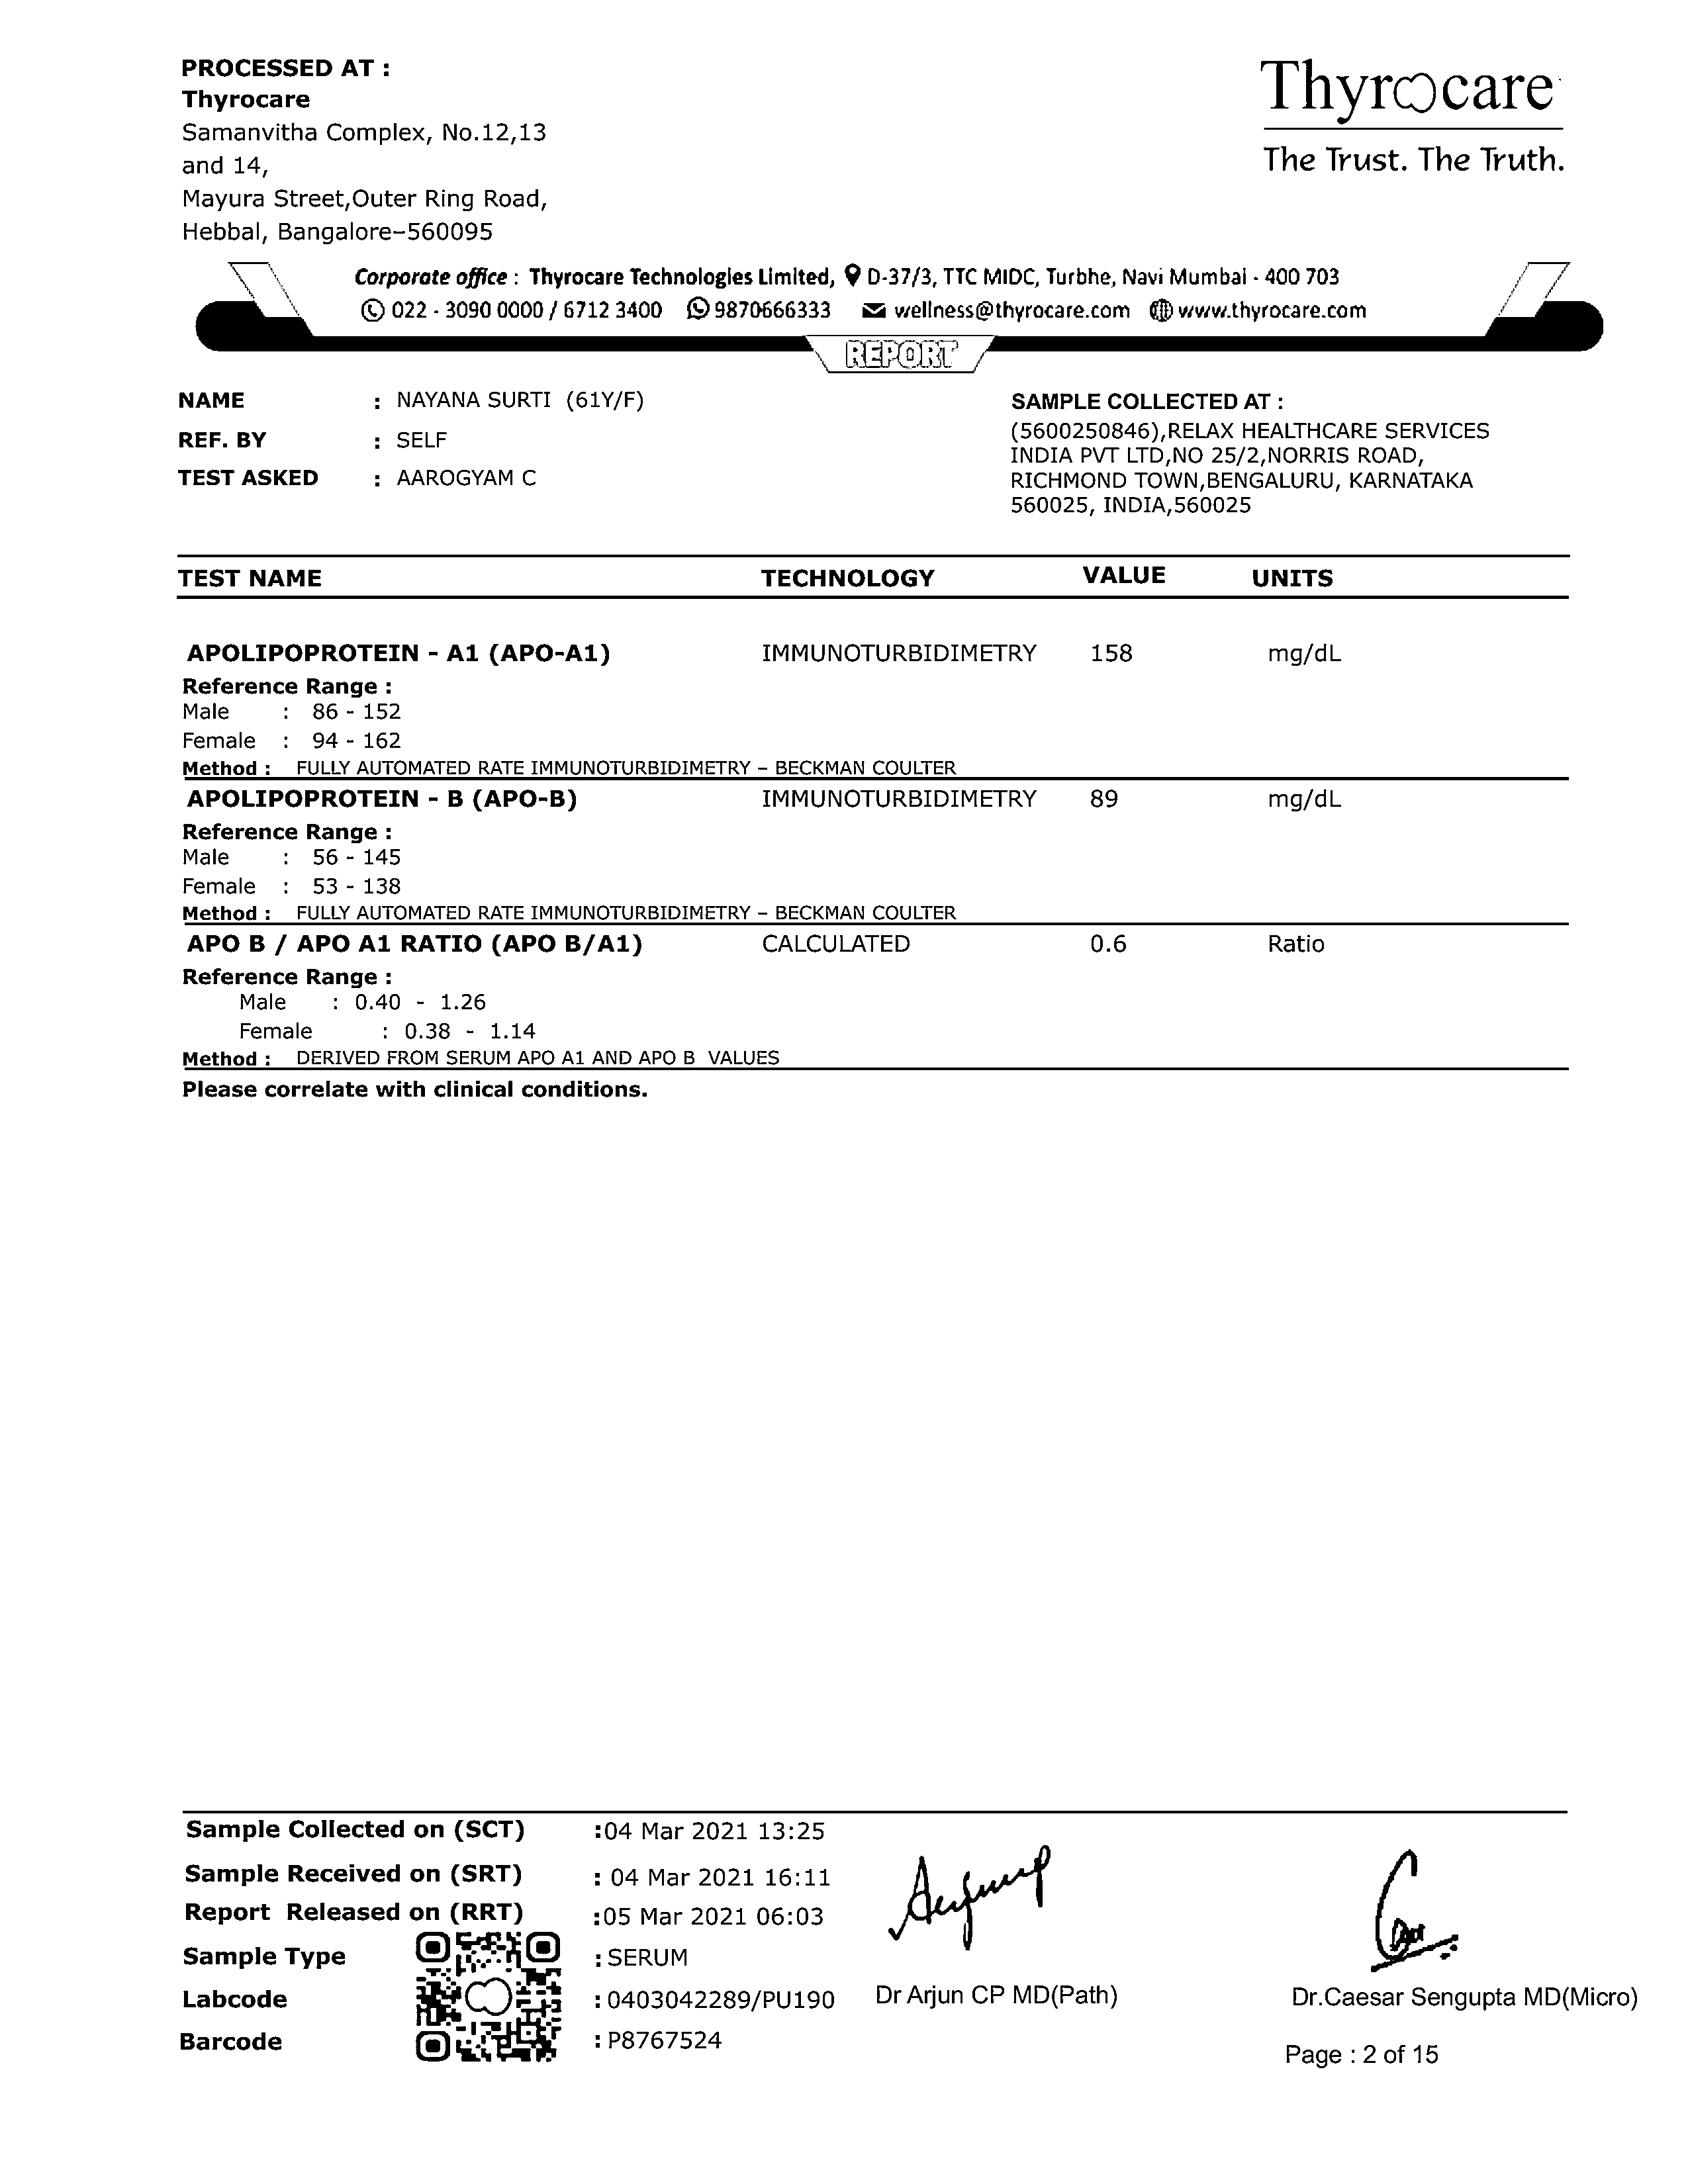 PROCESSED AT :
Thyrocare
Samanvitha Complex, No.12,13
and 14,
Mayura Street,Outer Ring Road,
Hebbal, Bangalore-560095
Thyrocare
The Trust. The Truth.
Corporate office : Thyrocare Technologies Limited, D-37/3, TTC MIDC, Turbhe, Navi Mumbai - 400 703
022 - 3090 0000 / 6712 3400 9870666333 wellness@thyrocare.com www.thyrocare.com
REPORT
NAME : NAYANA SURTI (61Y/F)
REF. BY : SELF
TEST ASKED : AAROGYAM C
SAMPLE COLLECTED AT :
(5600250846),RELAX HEALTHCARE SERVICES
INDIA PVT LTD,NO 25/2,NORRIS ROAD,
RICHMOND TOWN,BENGALURU, KARNATAKA
560025, INDIA,560025
TEST NAME TECHNOLOGY VALUE UNITS
APOLIPOPROTEIN - A1 (APO-A1) IMMUNOTURBIDIMETRY 158 mg/dL
Reference Range :
Male : 86 - 152
Female : 94 - 162
Method : FULLY AUTOMATED RATE IMMUNOTURBIDIMETRY – BECKMAN COULTER
APOLIPOPROTEIN - B (APO-B) IMMUNOTURBIDIMETRY 89 mg/dL
Reference Range :
Male : 56 - 145
Female : 53 - 138
Method : FULLY AUTOMATED RATE IMMUNOTURBIDIMETRY – BECKMAN COULTER
APO B / APO A1 RATIO (APO B/A1) CALCULATED 0.6 Ratio
Reference Range :
Male : 0.40 - 1.26
Female : 0.38 - 1.14
Method : DERIVED FROM SERUM APO A1 AND APO B VALUES
Please correlate with clinical conditions.
Sample Collected on (SCT) :04 Mar 2021 13:25
Sample Received on (SRT) : 04 Mar 2021 16:11
Report Released on (RRT) :05 Mar 2021 06:03
Sample Type : SERUM
Labcode : 0403042289/PU190
Barcode : P8767524
Dr Arjun CP MD(Path)
Dr.Caesar Sengupta MD(Micro)
Page : 2 of 15